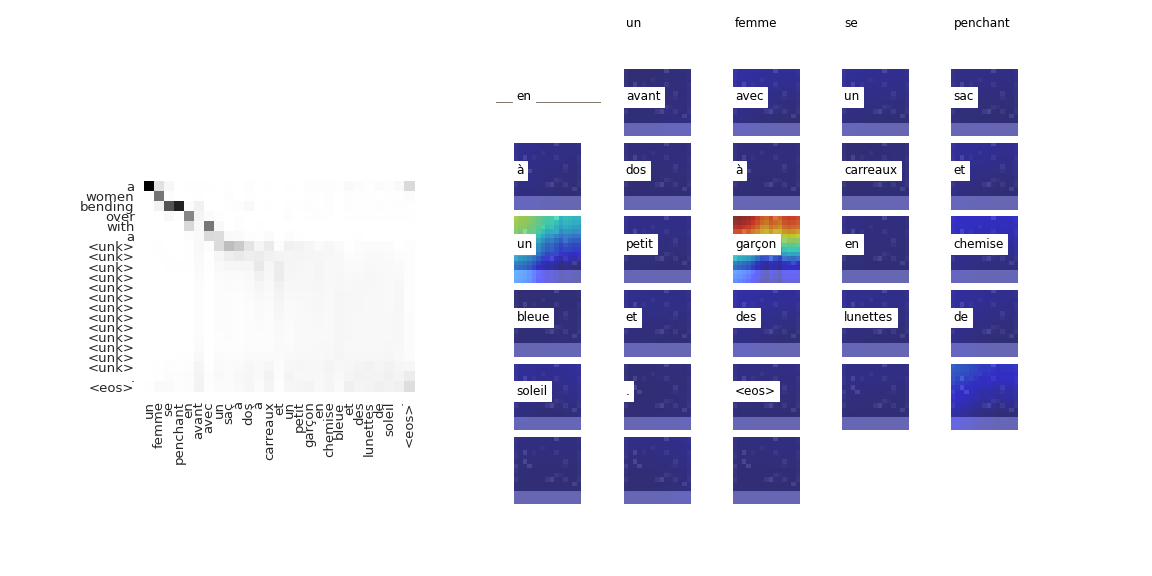 un femme se penchant
en avant avec un sac
à dos à carreaux et
un petit garçon en chemise
bleue et des lunettes de
soleil . <eos>
a
women
bending
over
with
a
<unk>
<unk>
<unk>
<unk>
<unk>
<unk>
<unk>
<unk>
<unk>
<unk>
<unk>
<unk>
<unk>
.
<eos>
un
femme
se
penchant
en
avant
avec
un
sac
à
dos
à
carreaux
et
un
petit
garçon
en
chemise
bleue
et
des
lunettes
de
soleil
.
<eos>